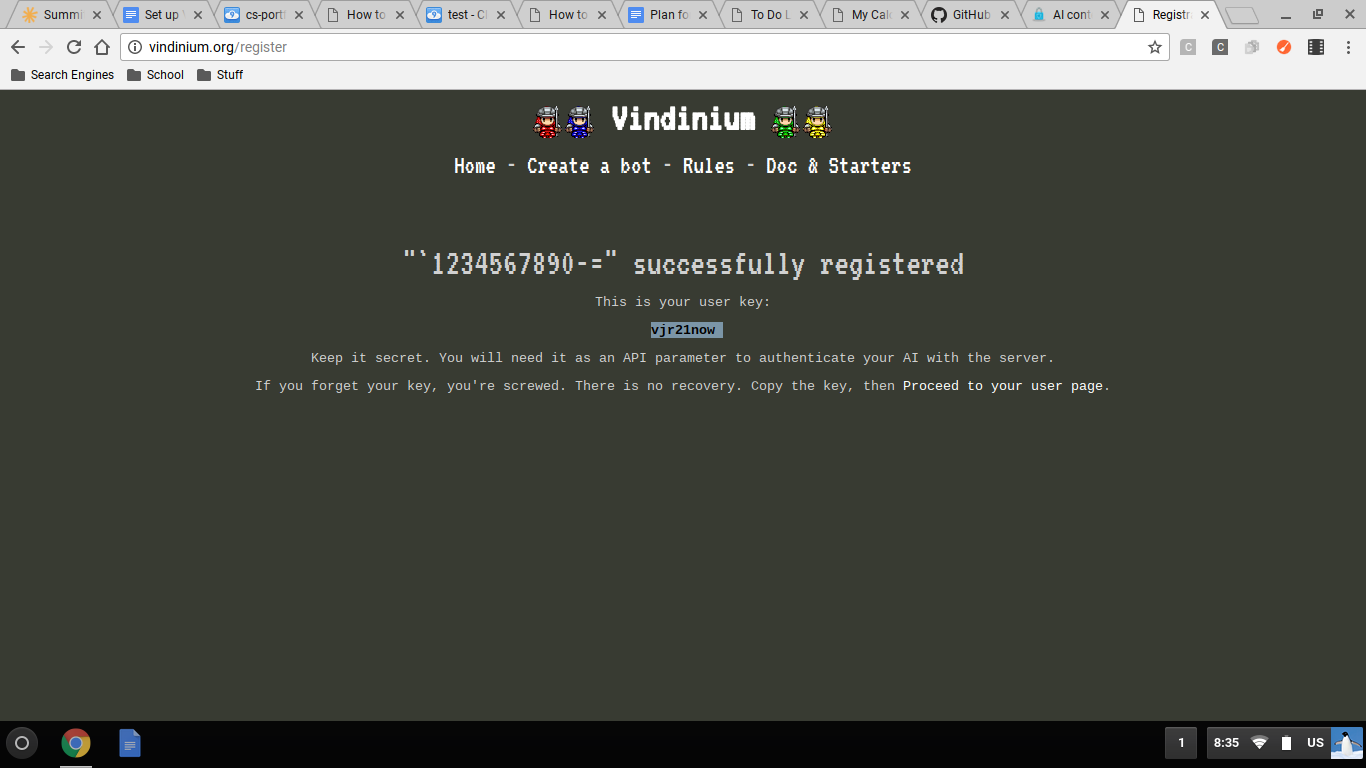 Summi
Set up
cs-port
How to
test - Cl
How to
Plan fo
To Do L
My Calc
GitHub
AI cont
Registra
vindinium.org/register
C
C
Search Engines
School
Stuff
Vindinium
Home - Create a bot - Rules - Doc & Starters
"`1234567890-=" successfully registered
This is your user key:
vjr21now
Keep it secret. You will need it as an API parameter to authenticate your AI with the server.
If you forget your key, you're screwed. There is no recovery. Copy the key, then Proceed to your user page.
1
8:35
US